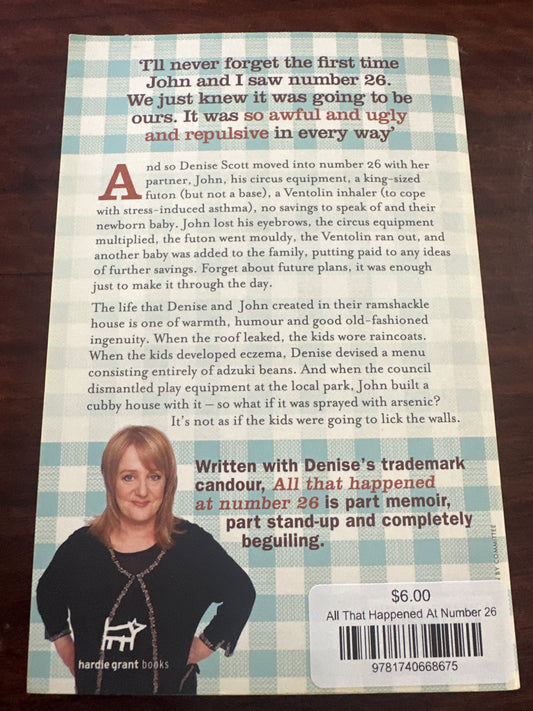 'I'll never forget the first time
John and I saw number 26.
We just knew it was going to be
ours. It was so awful and ugly
and repulsive in every way'
And so Denise Scott moved into number 26 with her
partner, John, his circus equipment, a king-sized
futon (but not a base), a Ventolin inhaler (to cope
with stress-induced asthma), no savings to speak of and their
newborn baby. John lost his eyebrows, the circus equipment
multiplied, the futon went mouldy, the Ventolin ran out, and
another baby was added to the family, putting paid to any ideas
of further savings. Forget about future plans, it was enough
just to make it through the day.
The life that Denise and John created in their ramshackle
house is one of warmth, humour and good old-fashioned
ingenuity. When the roof leaked, the kids wore raincoats.
When the kids developed eczema, Denise devised a menu
consisting entirely of adzuki beans. And when the council
dismantled play equipment at the local park, John built a
cubby house with it – so what if it was sprayed with arsenic?
It's not as if the kids were going to lick the walls.
Written with Denise's trademark
candour, All that happened
at number 26 is part memoir,
part stand-up and completely
beguiling.
BY COMMITTEE
$6.00
All That Happened At Number 26
9781740668675
hardie grant books